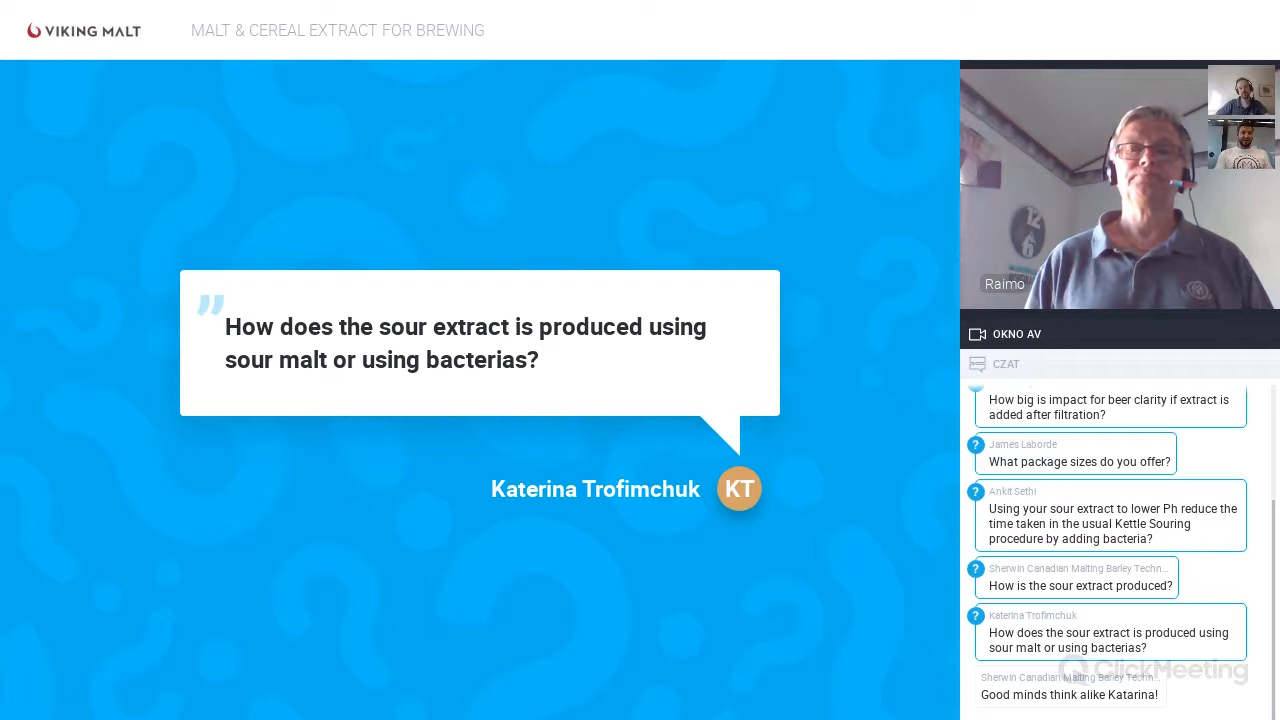 VIKING MALT
MALT & CEREAL EXTRACT FOR BREWING
How does the sour extract is produced using
sour malt or using bacterias?
Katerina Trofimchuk
KT
12
6
Raimo
OKNO AV
CZAT
How big is impact for beer clarity if extract is
added after filtration?
?
James Laborde
What package sizes do you offer?
?
Ankit Sethi
Using your sour extract to lower Ph reduce the
time taken in the usual Kettle Souring
procedure by adding bacteria?
?
Sherwin Canadian Malting Barley Techn...
How is the sour extract produced?
?
Katerina Trofimchuk
How does the sour extract is produced using
sour malt or using bacterias?
ClickMeeting
Sherwin Canadian Malting Barley Techn...
Good minds think alike Katarina!